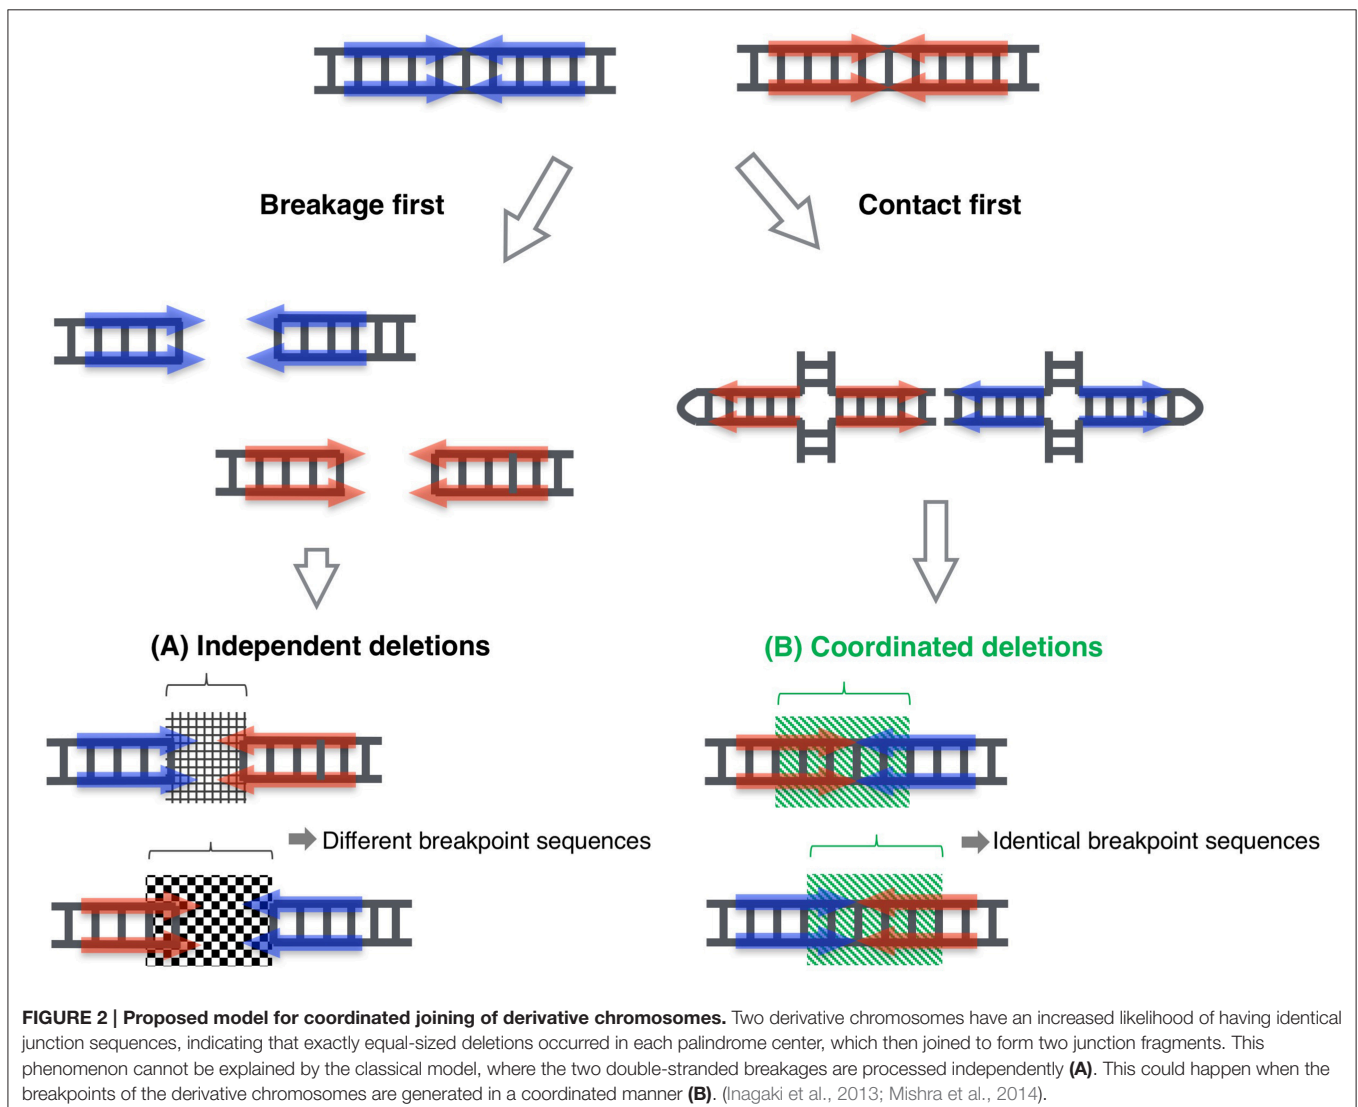 Breakage first
Contact first
(A) Independent deletions
(B) Coordinated deletions
Different breakpoint sequences
Identical breakpoint sequences
FIGURE 2 | Proposed model for coordinated joining of derivative chromosomes. Two derivative chromosomes have an increased likelihood of having identical
junction sequences, indicating that exactly equal-sized deletions occurred in each palindrome center, which then joined to form two junction fragments. This
phenomenon cannot be explained by the classical model, where the two double-stranded breakages are processed independently (A). This could happen when the
breakpoints of the derivative chromosomes are generated in a coordinated manner (B). (Inagaki et al., 2013; Mishra et al., 2014).